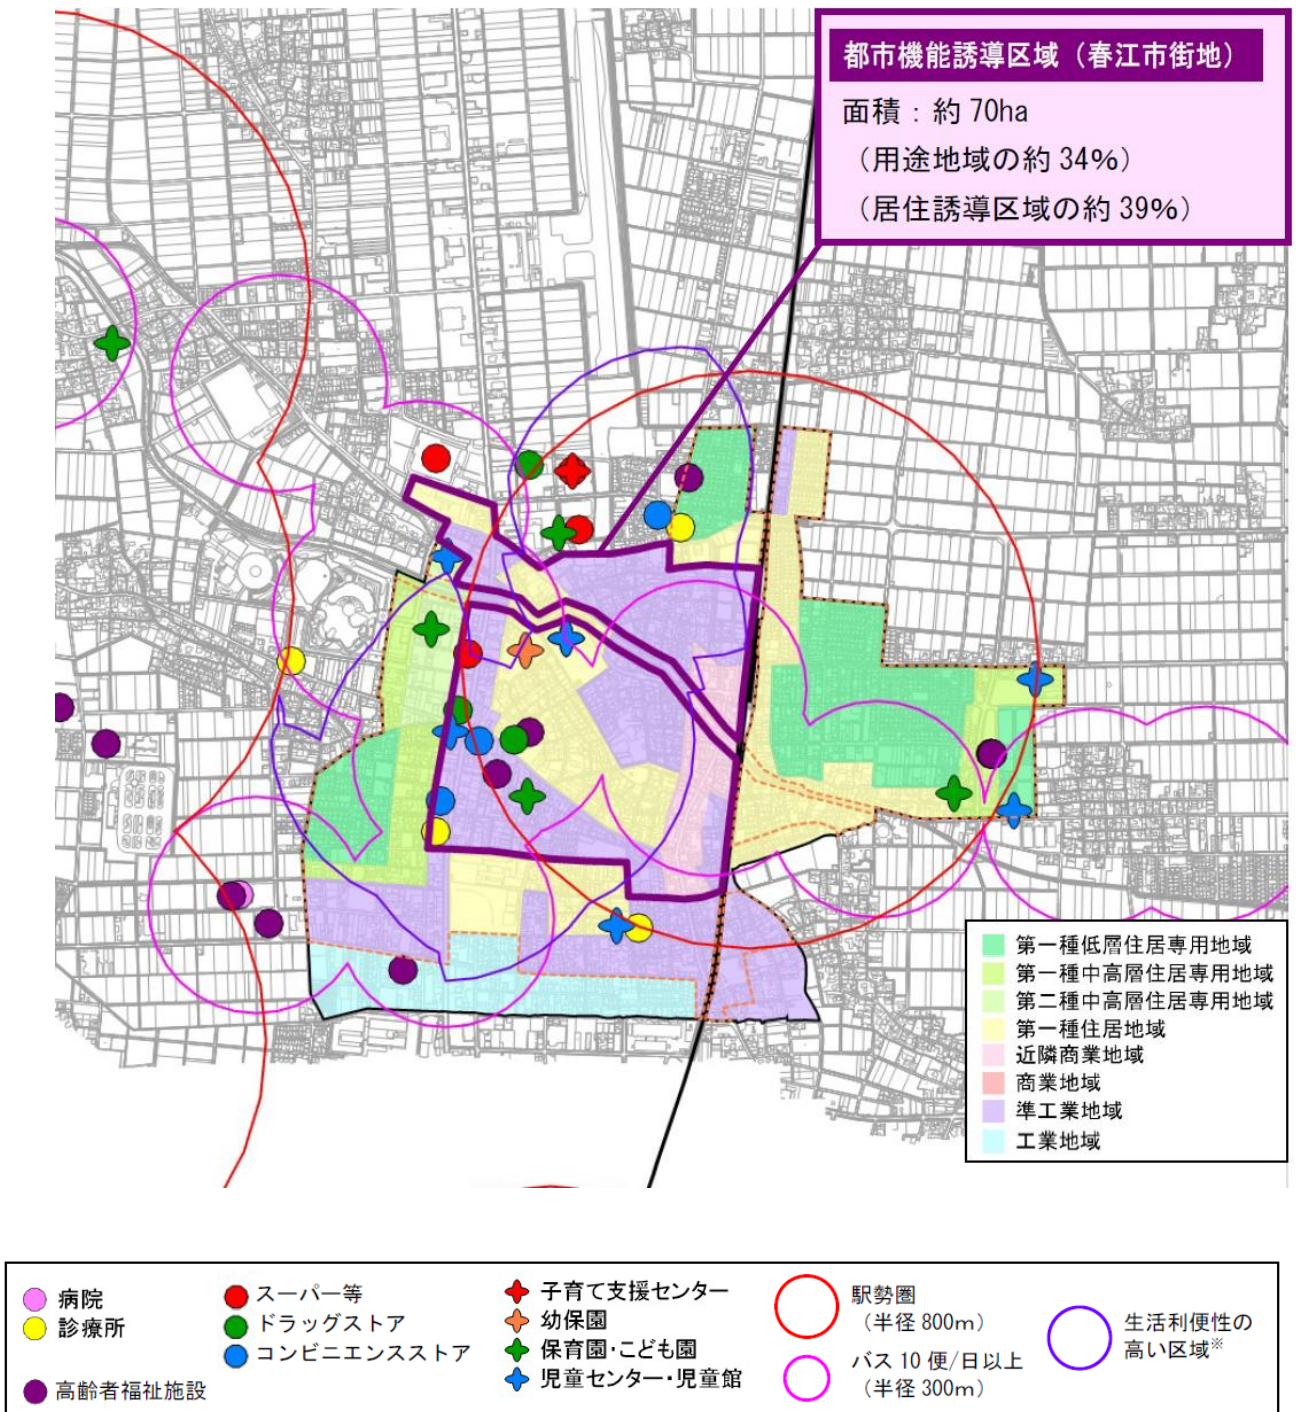 都市機能誘導区域（春江市街地）
面積：約70ha
（用途地域の約34%）
（居住誘導区域の約39%）
第一種低層住居専用地域
第一種中高層住居専用地域
第二種中高層住居専用地域
第一種住居地域
近隣商業地域
商業地域
準工業地域
工業地域
病院
診療所
高齢者福祉施設
スーパー等
ドラッグストア
コンビニエンスストア
子育て支援センター
幼保園
保育園・こども園
児童センター・児童館
駅勢圏
（半径800m）
バス10便/日以上
（半径300m）
生活利便性の
高い区域※